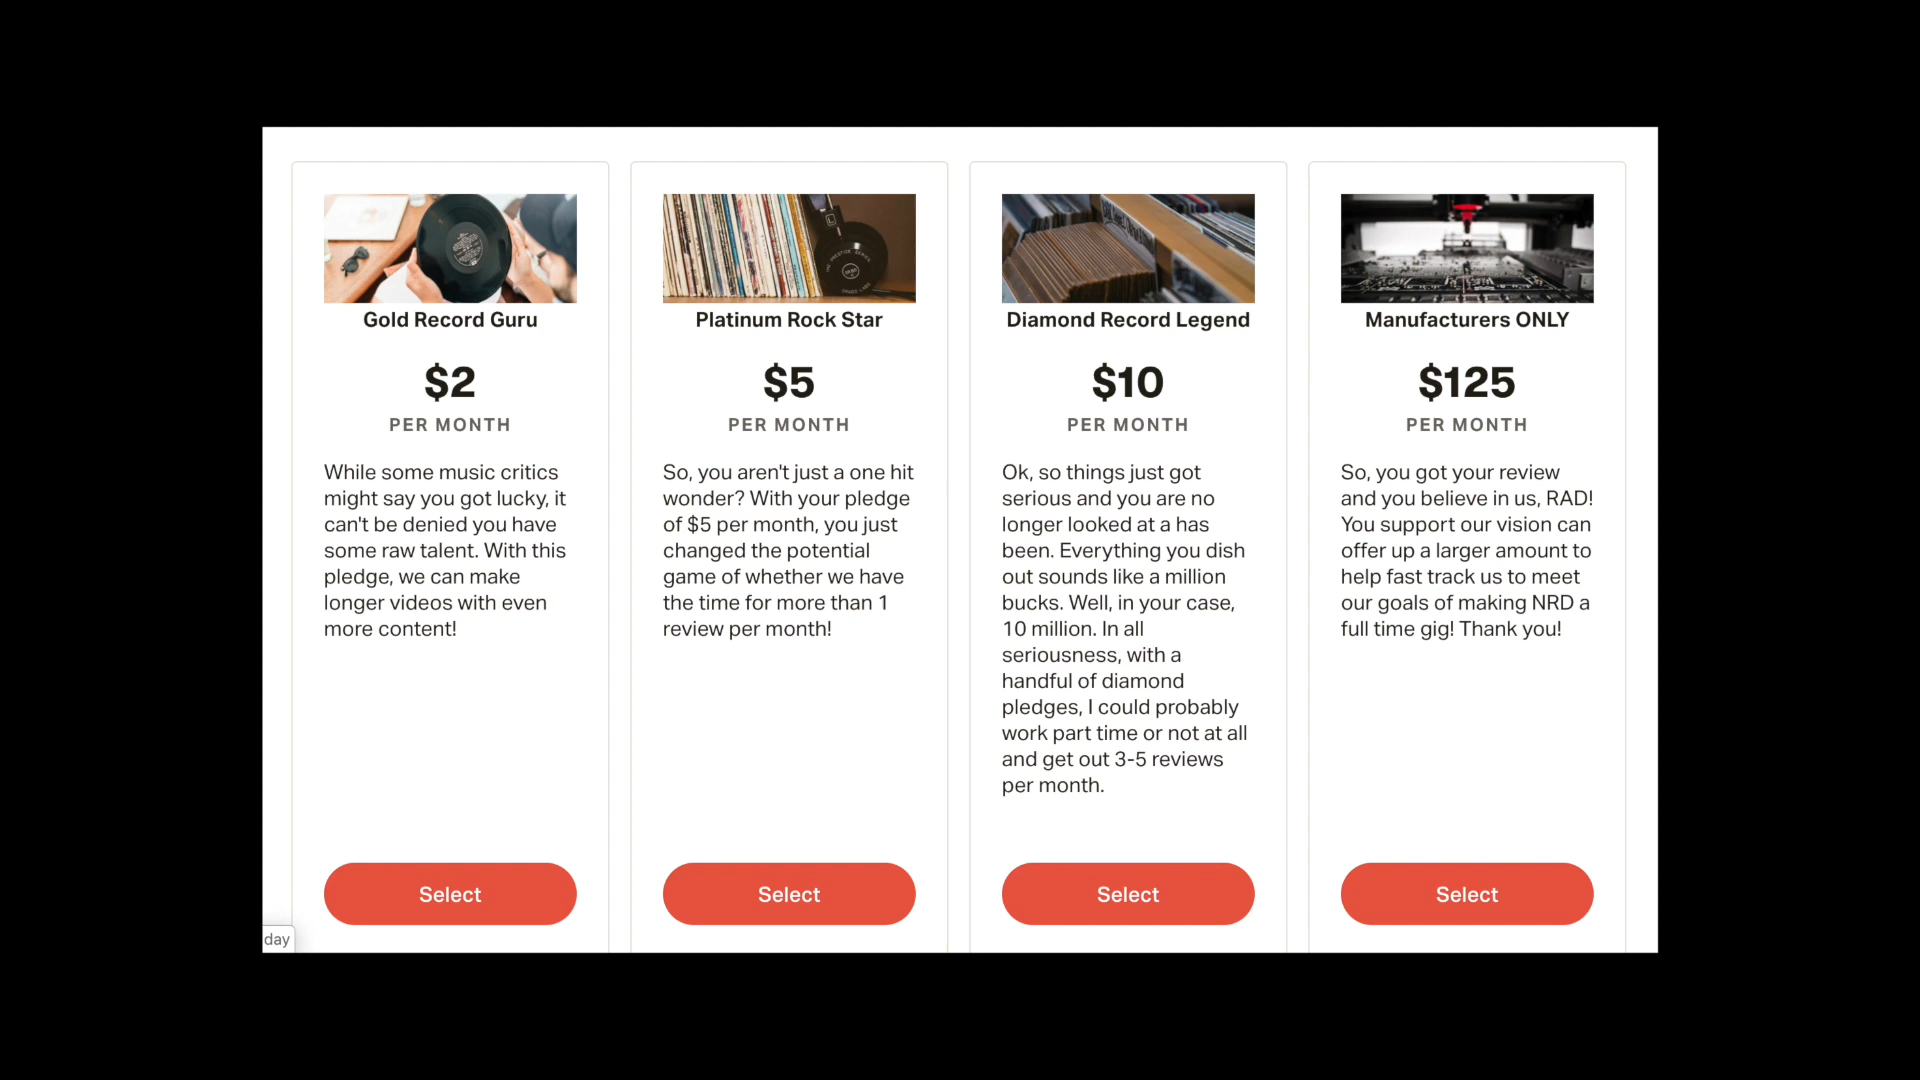 Gold Record Guru
$2
PER MONTH
While some music critics
might say you got lucky, it
can't be denied you have
some raw talent. With this
pledge, we can make
longer videos with even
more content!
Select
Platinum Rock Star
$5
PER MONTH
So, you aren't just a one hit
wonder? With your pledge
of $5 per month, you just
changed the potential
game of whether we have
the time for more than 1
review per month!
Select
Diamond Record Legend
$10
PER MONTH
Ok, so things just got
serious and you are no
longer looked at a has
been. Everything you dish
out sounds like a million
bucks. Well, in your case,
10 million. In all
seriousness, with a
handful of diamond
pledges, I could probably
work part time or not at all
and get out 3-5 reviews
per month.
Select
Manufacturers ONLY
$125
PER MONTH
So, you got your review
and you believe in us, RAD!
You support our vision can
offer up a larger amount to
help fast track us to meet
our goals of making NRD a
full time gig! Thank you!
Select
day